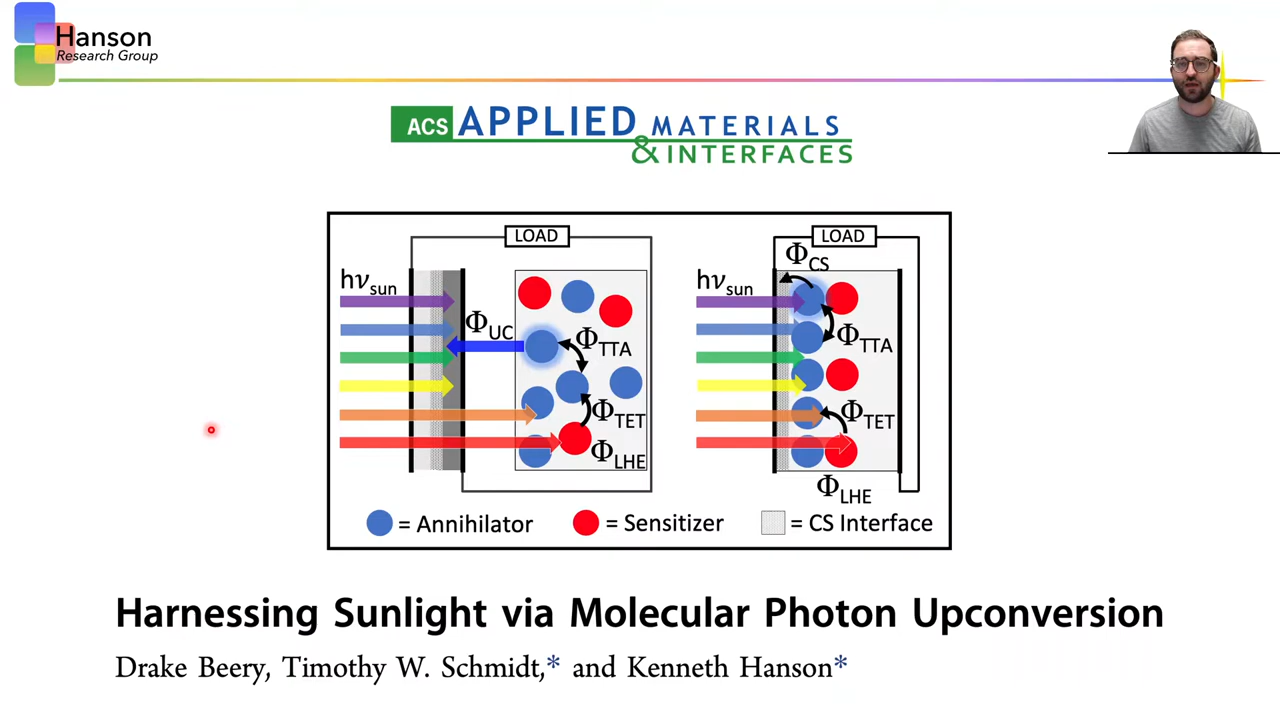 Hanson
Research Group
ACS APPLIED MATERIALS
& INTERFACES
LOAD
hνsun
ΦUC
ΦTTA
ΦTET
ΦLHE
LOAD
ΦCS
hνsun
ΦTTA
ΦTET
ΦLHE
= Annihilator = Sensitizer = CS Interface
Harnessing Sunlight via Molecular Photon Upconversion
Drake Beery, Timothy W. Schmidt,* and Kenneth Hanson*